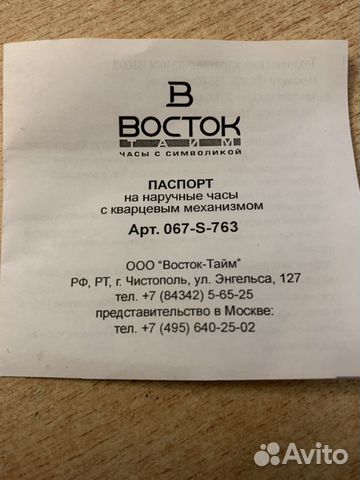 В
ВОСТОК
ТАЙМ
ЧАСЫ С СИМВОЛИКОЙ
ПАСПОРТ
на наручные часы
с кварцевым механизмом
Арт. 067-S-763
ООО "Восток-Тайм"
РФ, РТ, г. Чистополь, ул. Энгельса, 127
тел. +7 (84342) 5-65-25
представительство в Москве:
тел. +7 (495) 640-25-02
Avito